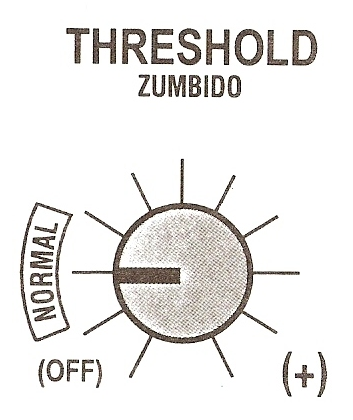 THRESHOLD
ZUMBIDO
NORMAL
(OFF)
(+)